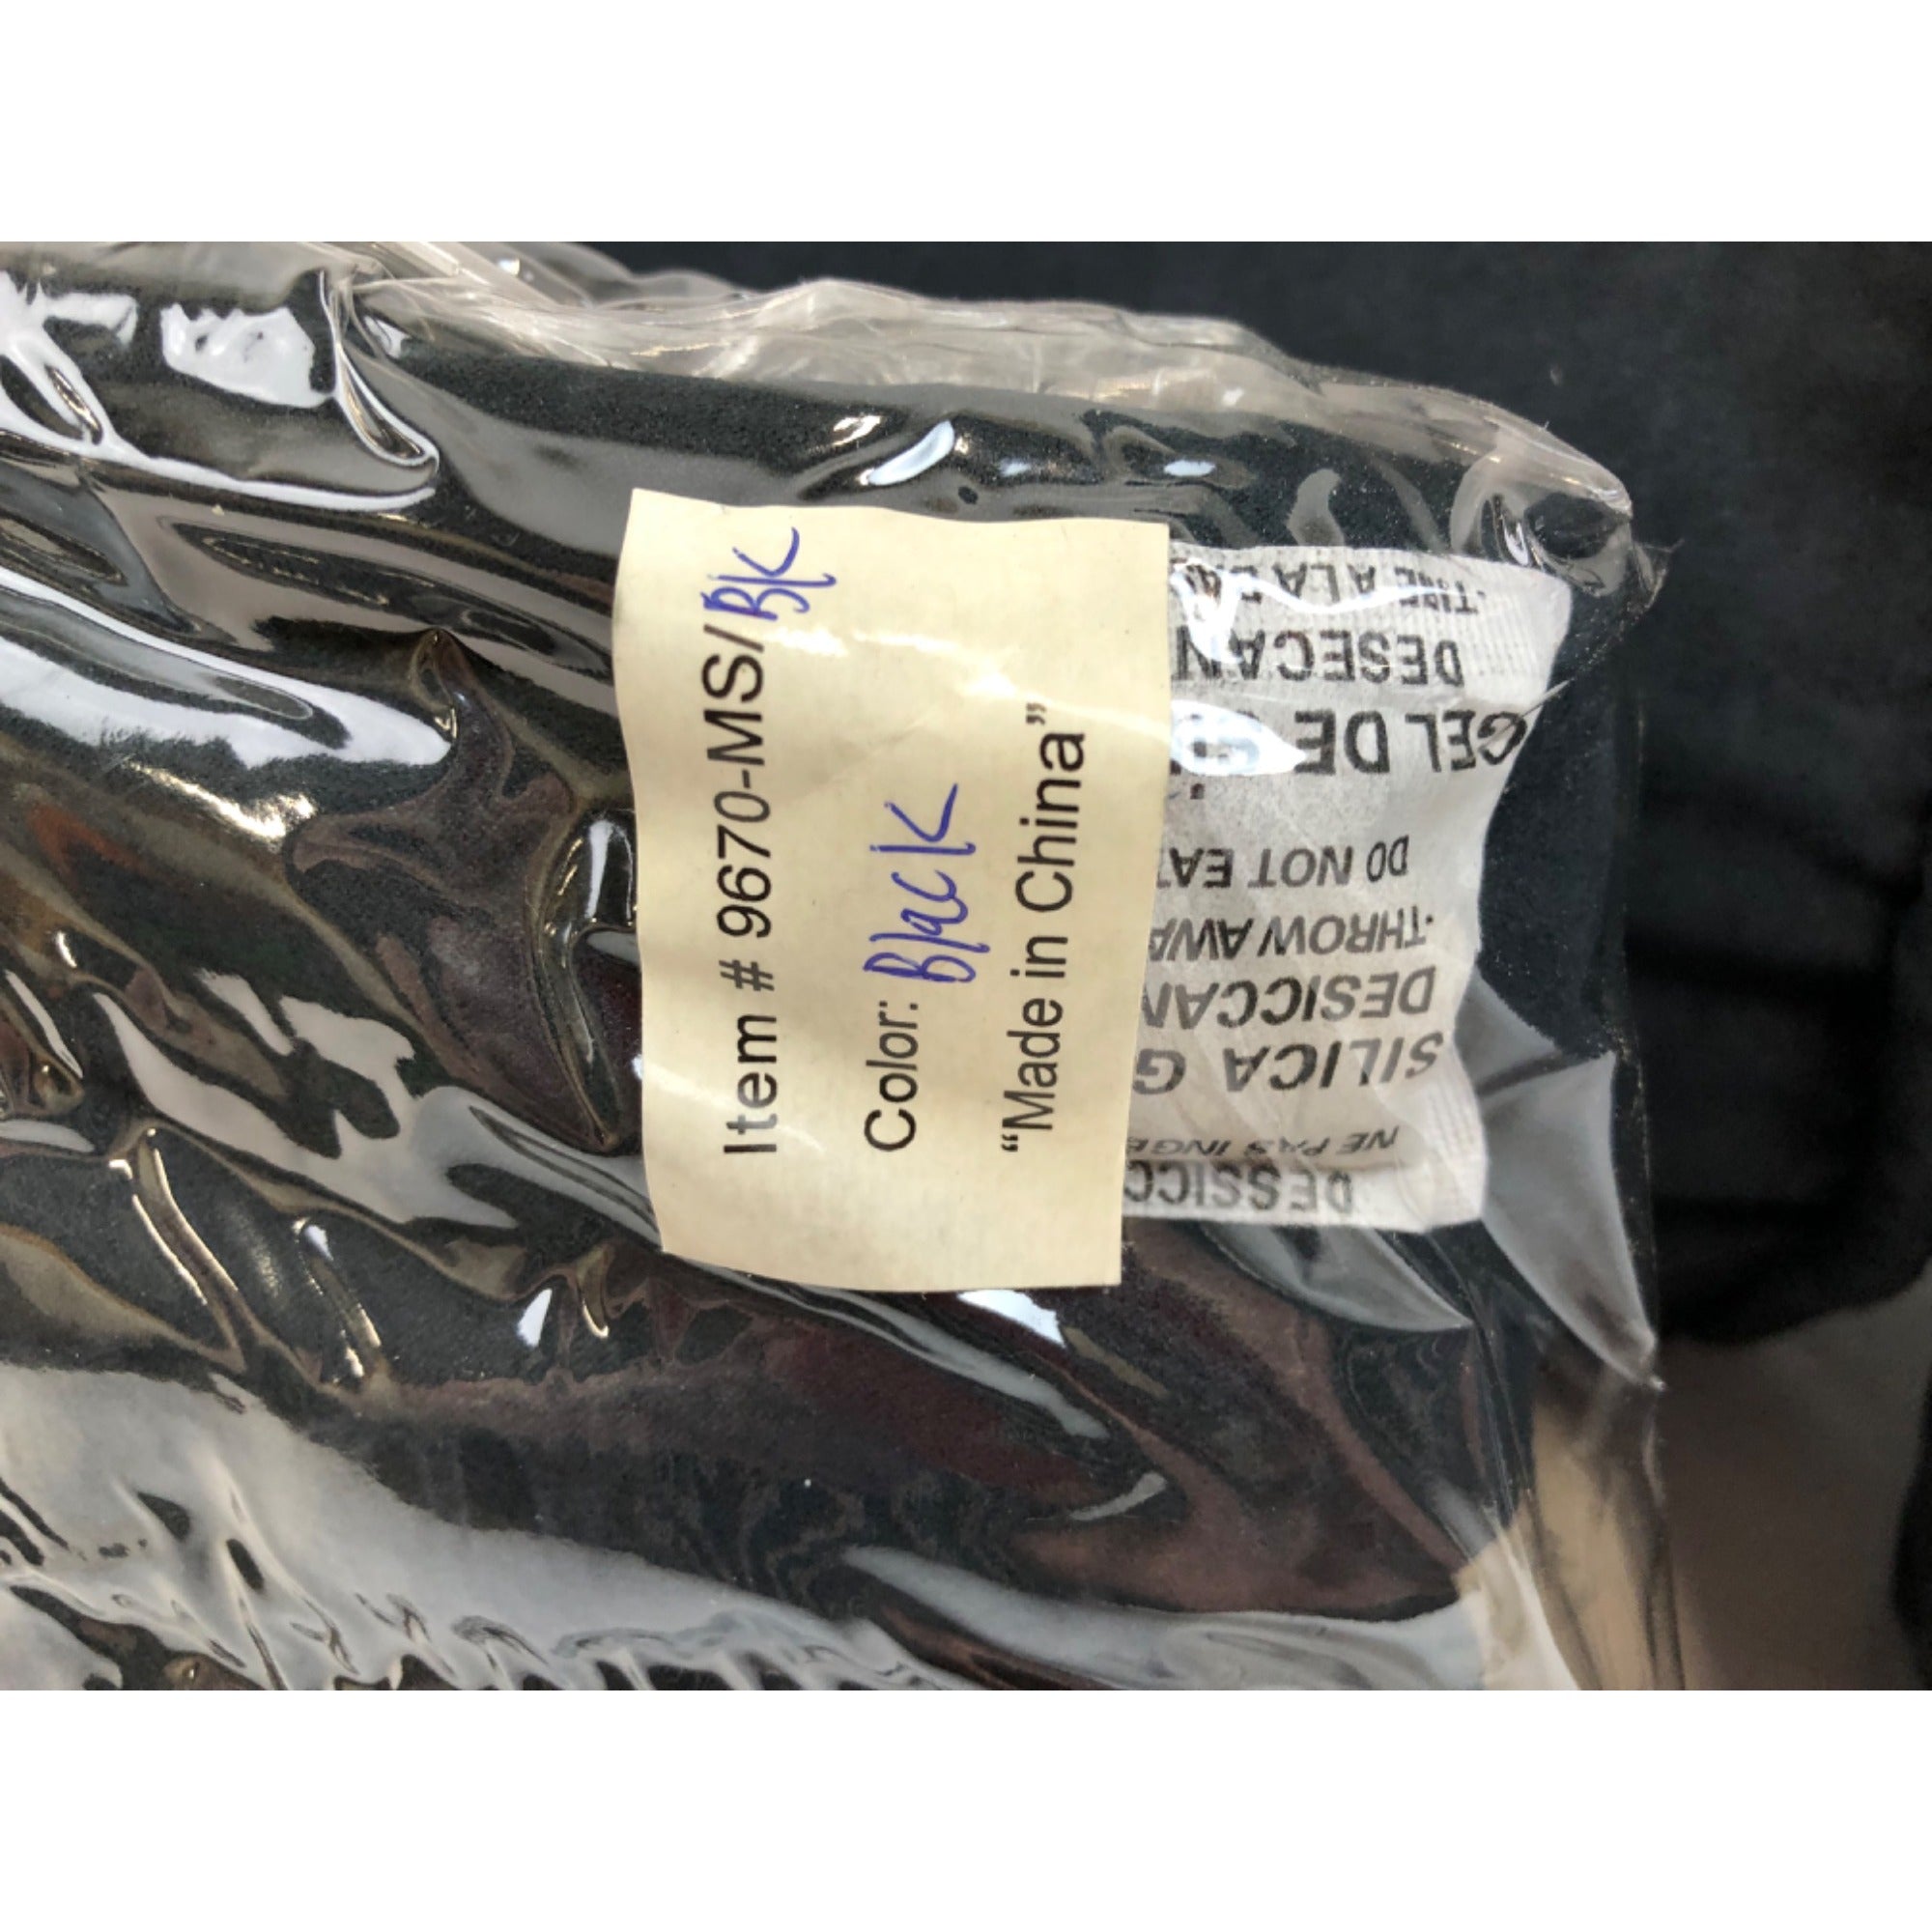 Item # 9670-MS/BK
Color: Black
“Made in China”
DESICCAN
SILICA G
THROW AWA
DO NOT EAT
GEL DE
DESECAN
DESSICC
NE PAS INGE